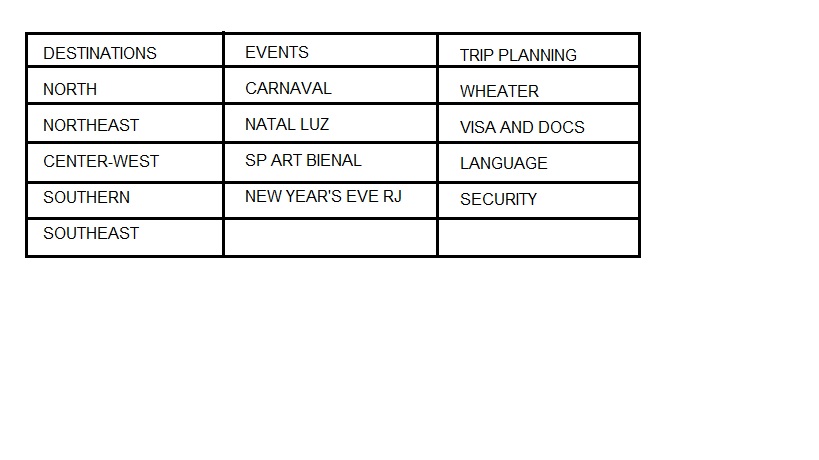 DESTINATIONS EVENTS TRIP PLANNING
NORTH CARNAVAL WHEATER
NORTHEAST NATAL LUZ VISA AND DOCS
CENTER-WEST SP ART BIENAL LANGUAGE
SOUTHERN NEW YEAR'S EVE RJ SECURITY
SOUTHEAST